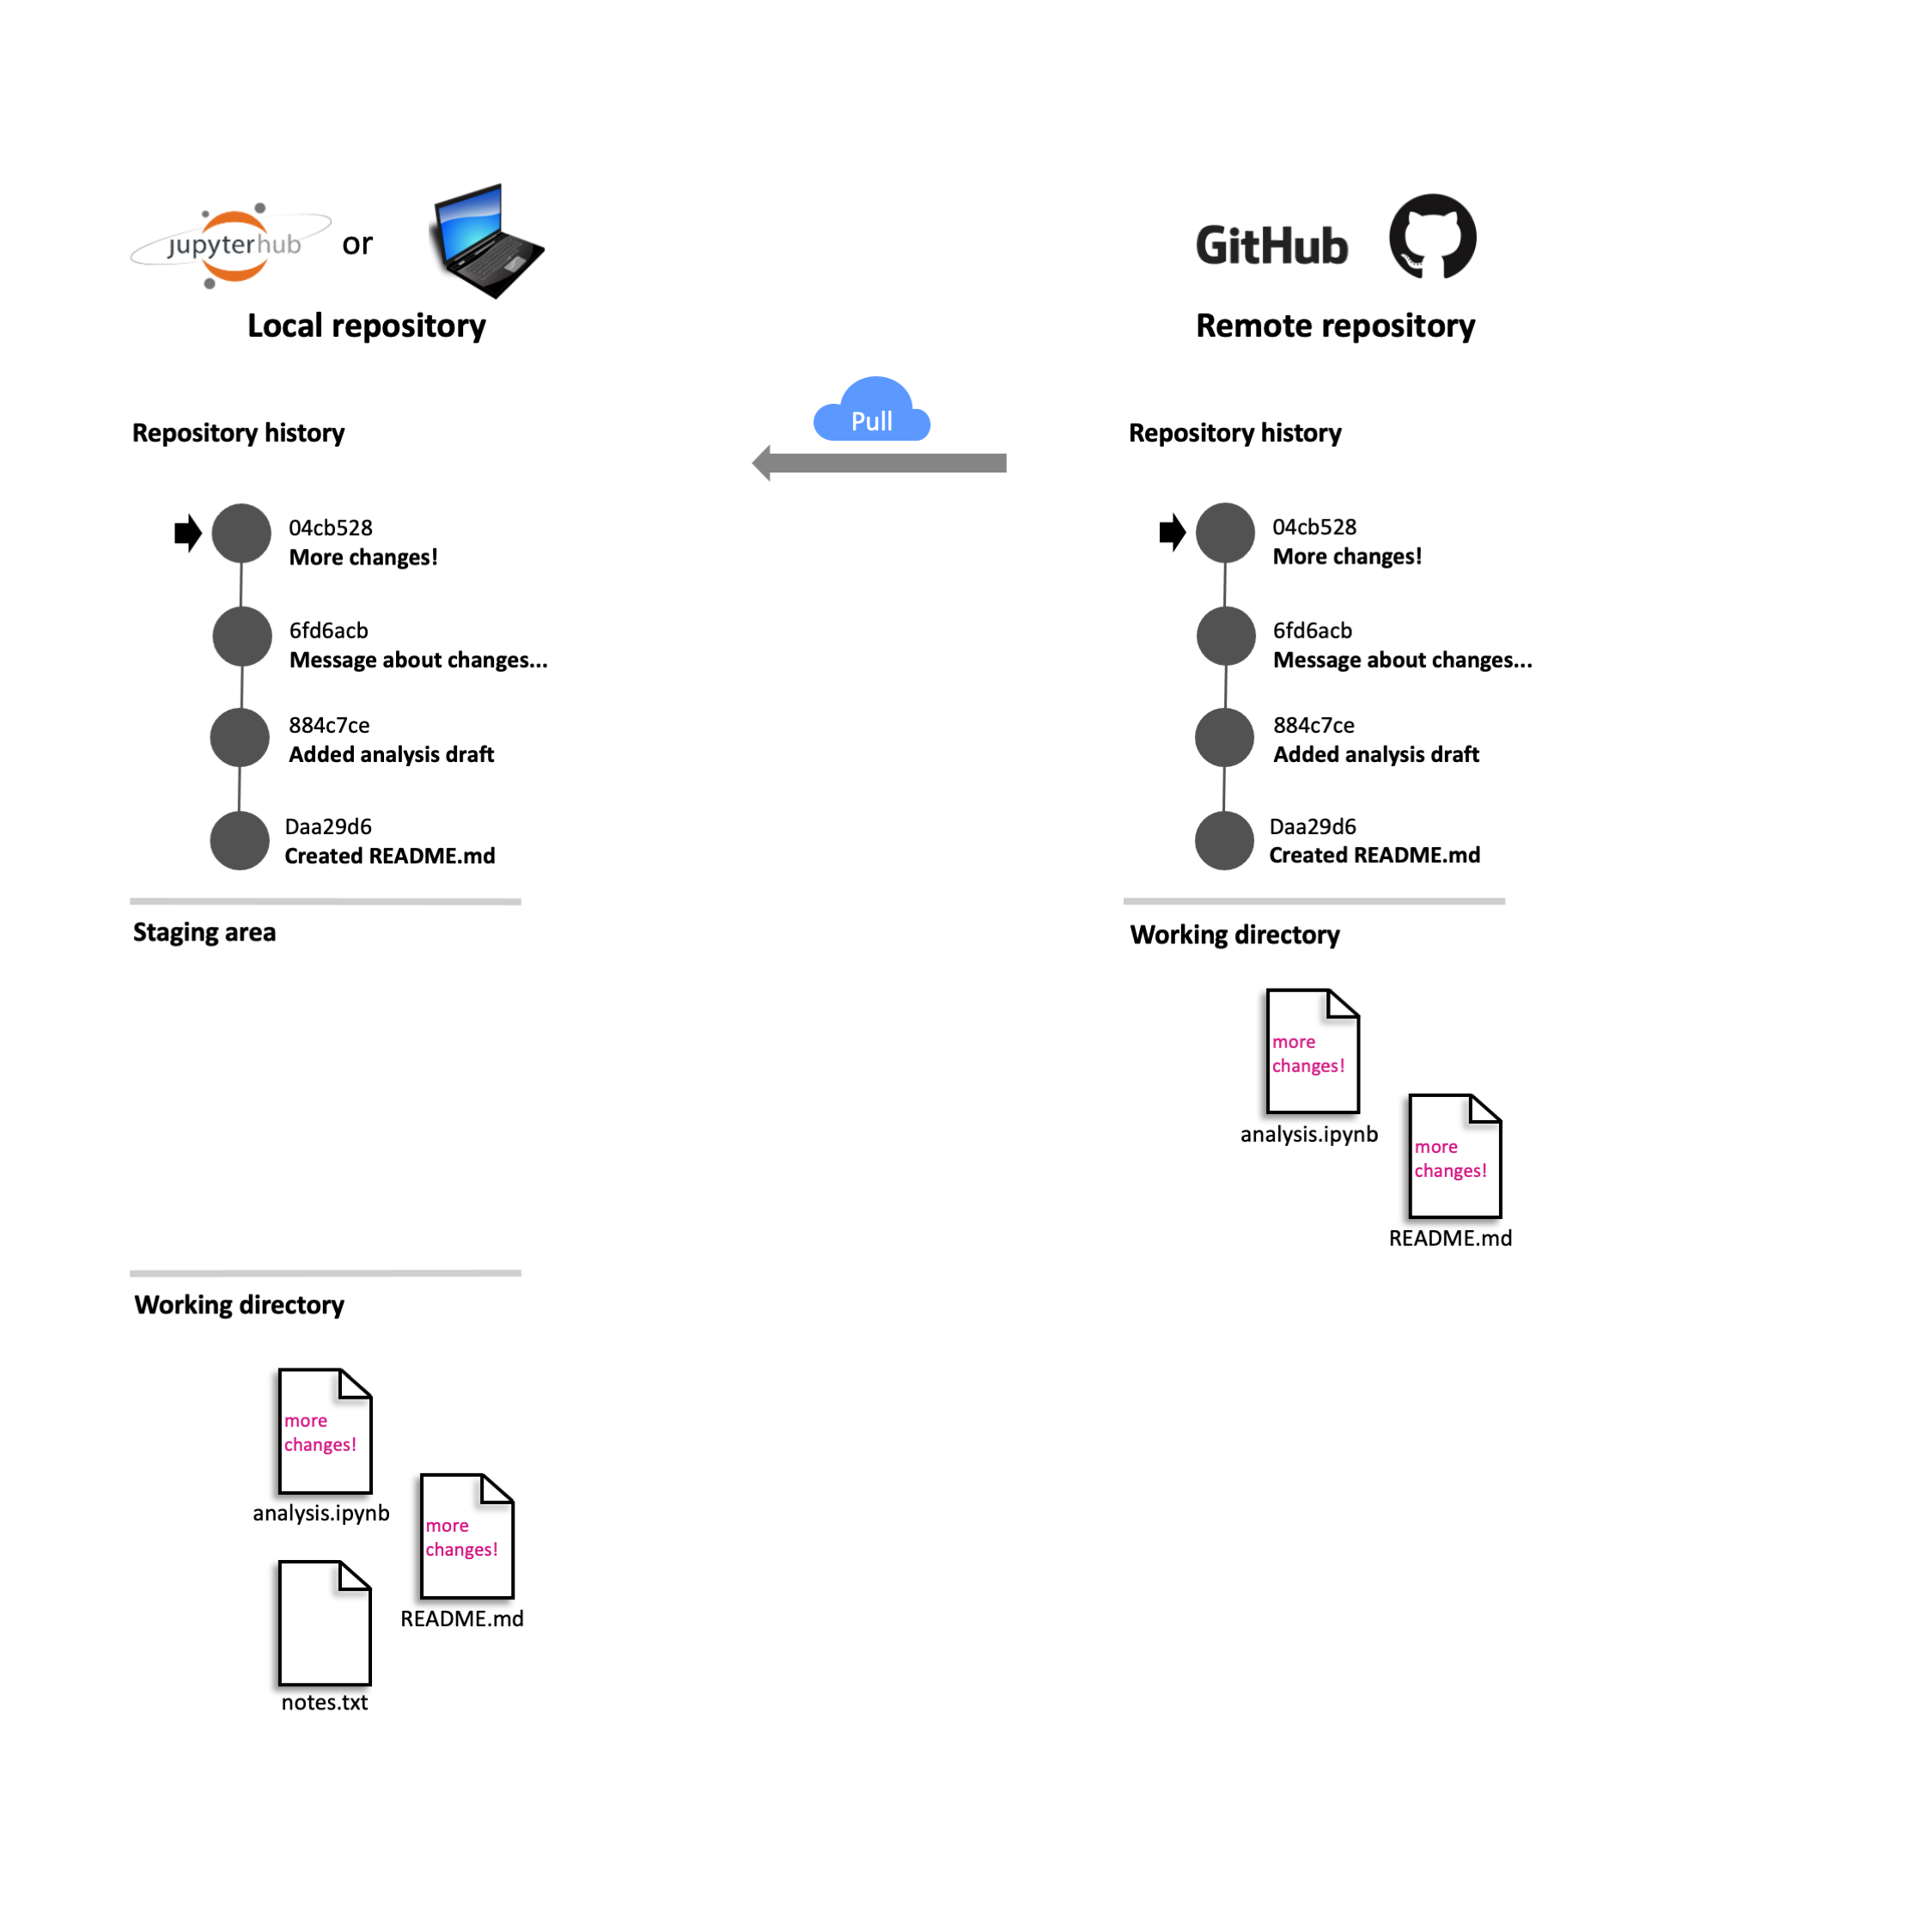 jupyterhub or
Local repository
Repository history
04cb528
More changes!
6fd6acb
Message about changes...
884c7ce
Added analysis draft
Daa29d6
Created README.md
Staging area
Working directory
more
changes!
analysis.ipynb
more
changes!
README.md
notes.txt
Pull
GitHub
Remote repository
Repository history
04cb528
More changes!
6fd6acb
Message about changes...
884c7ce
Added analysis draft
Daa29d6
Created README.md
Working directory
more
changes!
analysis.ipynb
more
changes!
README.md